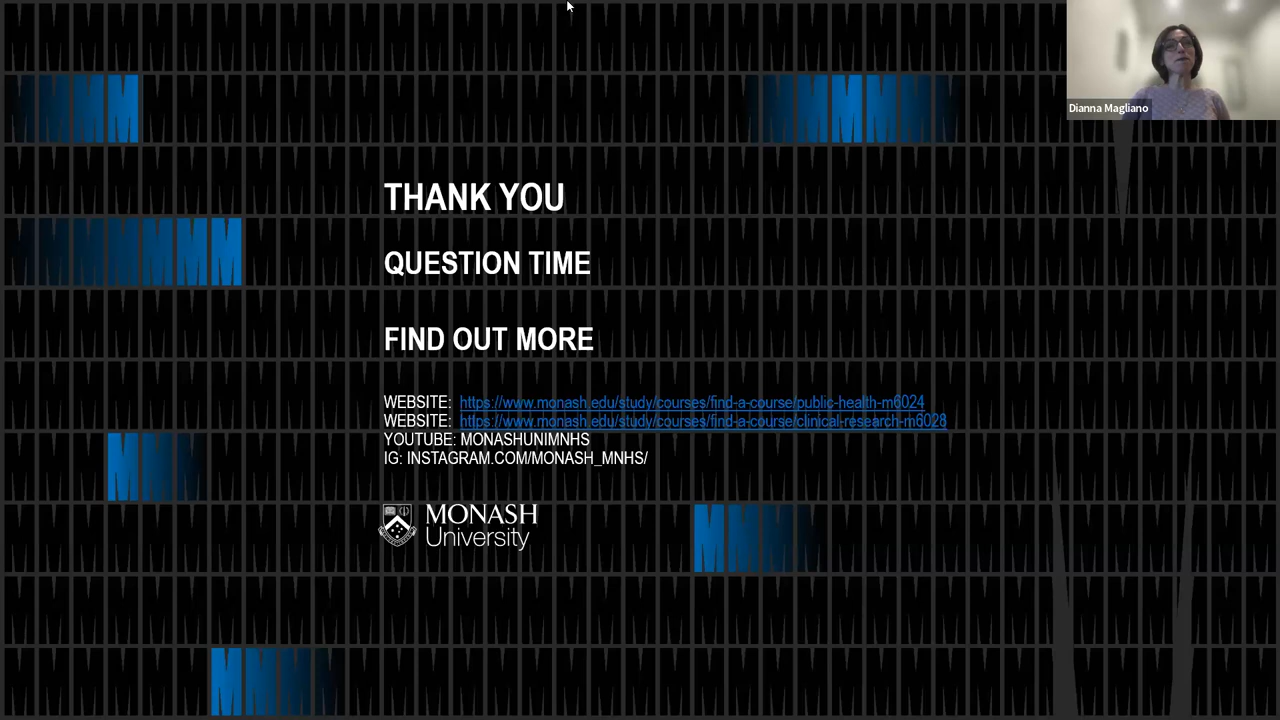 Dianna Magliano
THANK YOU
QUESTION TIME
FIND OUT MORE
WEBSITE: https://www.monash.edu/study/courses/find-a-course/public-health-m6024
WEBSITE: https://www.monash.edu/study/courses/find-a-course/clinical-research-m6028
YOUTUBE: MONASHUNIMNHS
IG: INSTAGRAM.COM/MONASH_MNHS/
MONASH
University